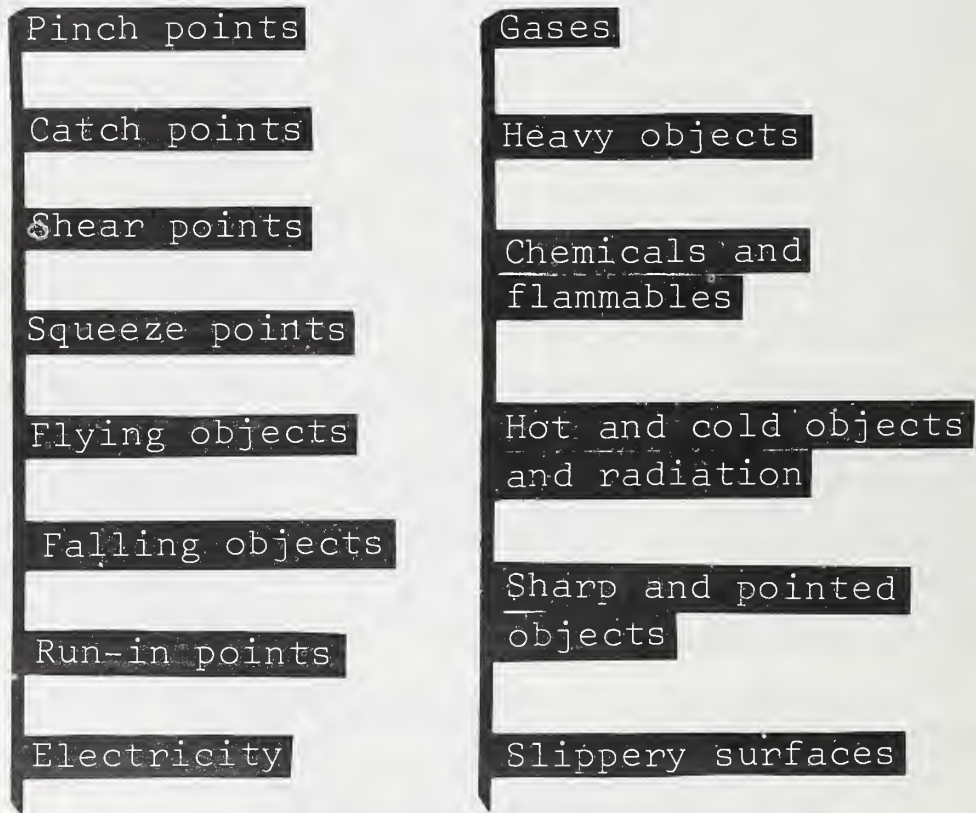 Pinch points
Catch points
Shear points
Squeeze points
Flying objects
Falling objects
Run-in points
Electricity
Gases
Heavy objects
Chemicals and
flammables
Hot and cold objects
and radiation
Sharp and pointed
objects
Slippery surfaces